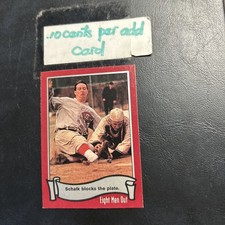 .10 cents per add
card
Schalk blocks the plate.
Eight Men Out